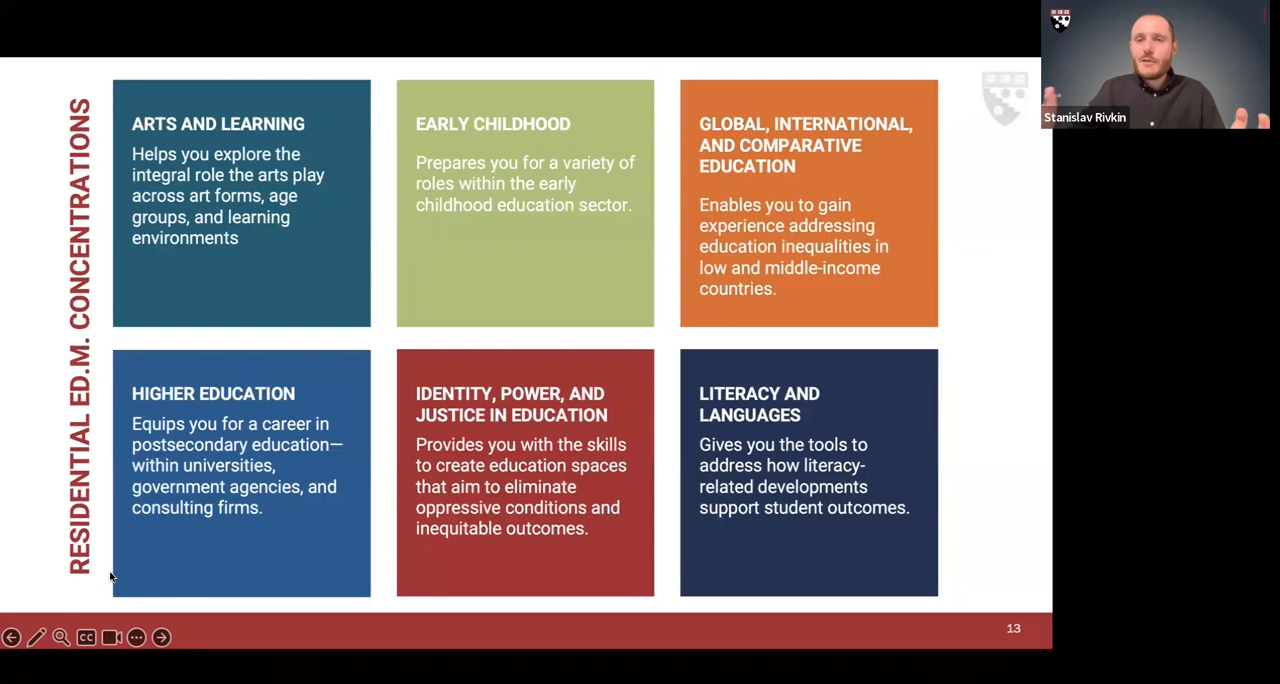 RESIDENTIAL ED.M. CONCENTRATIONS
ARTS AND LEARNING
Helps you explore the
integral role the arts play
across art forms, age
groups, and learning
environments
EARLY CHILDHOOD
Prepares you for a variety of
roles within the early
childhood education sector.
GLOBAL, INTERNATIONAL,
AND COMPARATIVE
EDUCATION
Enables you to gain
experience addressing
education inequalities in
low and middle-income
countries.
HIGHER EDUCATION
Equips you for a career in
postsecondary education—
within universities,
government agencies, and
consulting firms.
IDENTITY, POWER, AND
JUSTICE IN EDUCATION
Provides you with the skills
to create education spaces
that aim to eliminate
oppressive conditions and
inequitable outcomes.
LITERACY AND
LANGUAGES
Gives you the tools to
address how literacy-
related developments
support student outcomes.
Stanislav Rivkin
CC
13